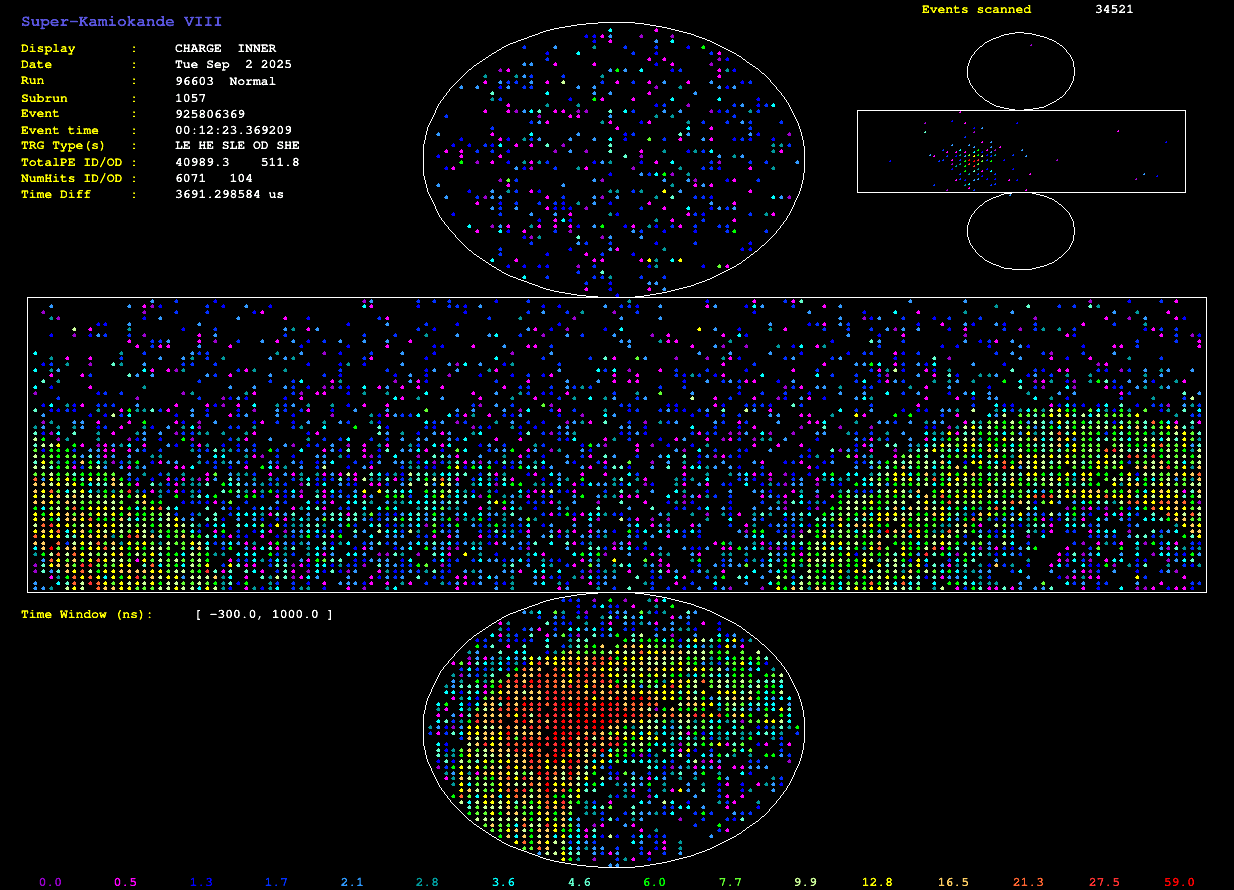 Super-Kamiokande VIII
Display : CHARGE INNER
Date : Tue Sep 2 2025
Run : 96603 Normal
Subrun : 1057
Event : 925806369
Event time : 00:12:23.369209
TRG Type(s) : LE HE SLE OD SHE
TotalPE ID/OD : 40989.3 511.8
NumHits ID/OD : 6071 104
Time Diff : 3691.298584 us
Events scanned 34521
Time Window (ns): [ -300.0, 1000.0 ]
0.0 0.5 1.3 1.7 2.1 2.8 3.6 4.6 6.0 7.7 9.9 12.8 16.5 21.3 27.5 59.0